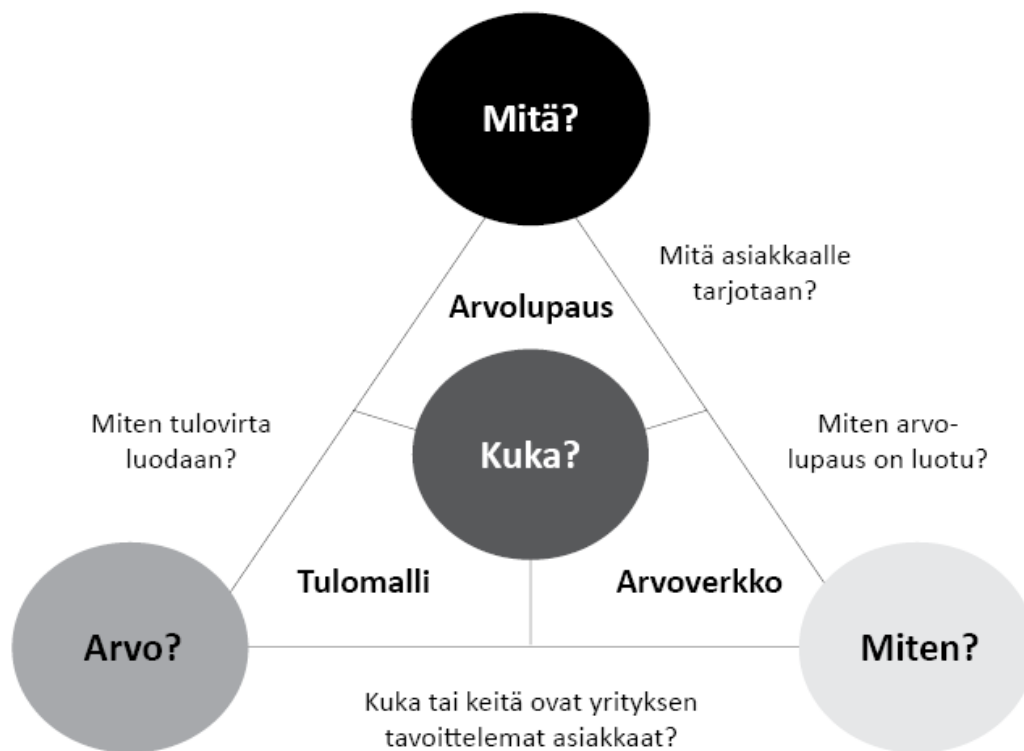 Mitä?
Mitä asiakkaalle
tarjotaan?
Arvolupaus
Miten tulovirta
luodaan?
Kuka?
Miten arvo-
lupaus on luotu?
Tulomalli
Arvoverkko
Arvo?
Miten?
Kuka tai keitä ovat yrityksen
tavoittelemat asiakkaat?